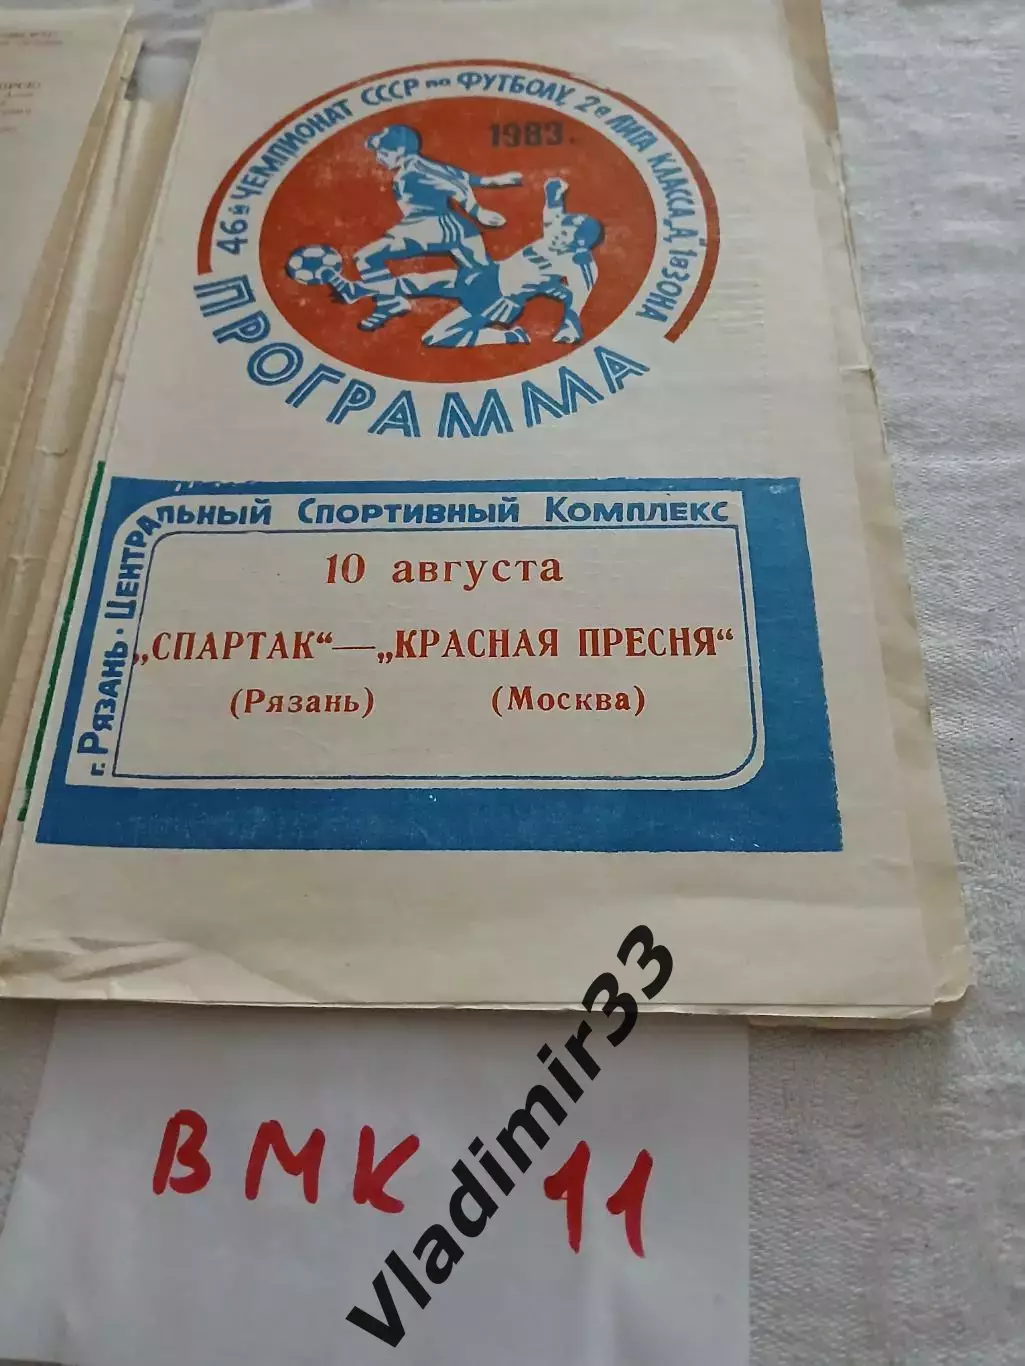 46й ЧЕМПИОНАТ СССР по ФУТБОЛУ, 2я ЛИГА КЛАССА „А" 1я ЗОНА
1983г.
ПРОГРАММА
г. Рязань · Центральный Спортивный Комплекс
10 августа
„СПАРТАК“—„КРАСНАЯ ПРЕСНЯ“
(Рязань) (Москва)
ВМК 11
Vladimir33